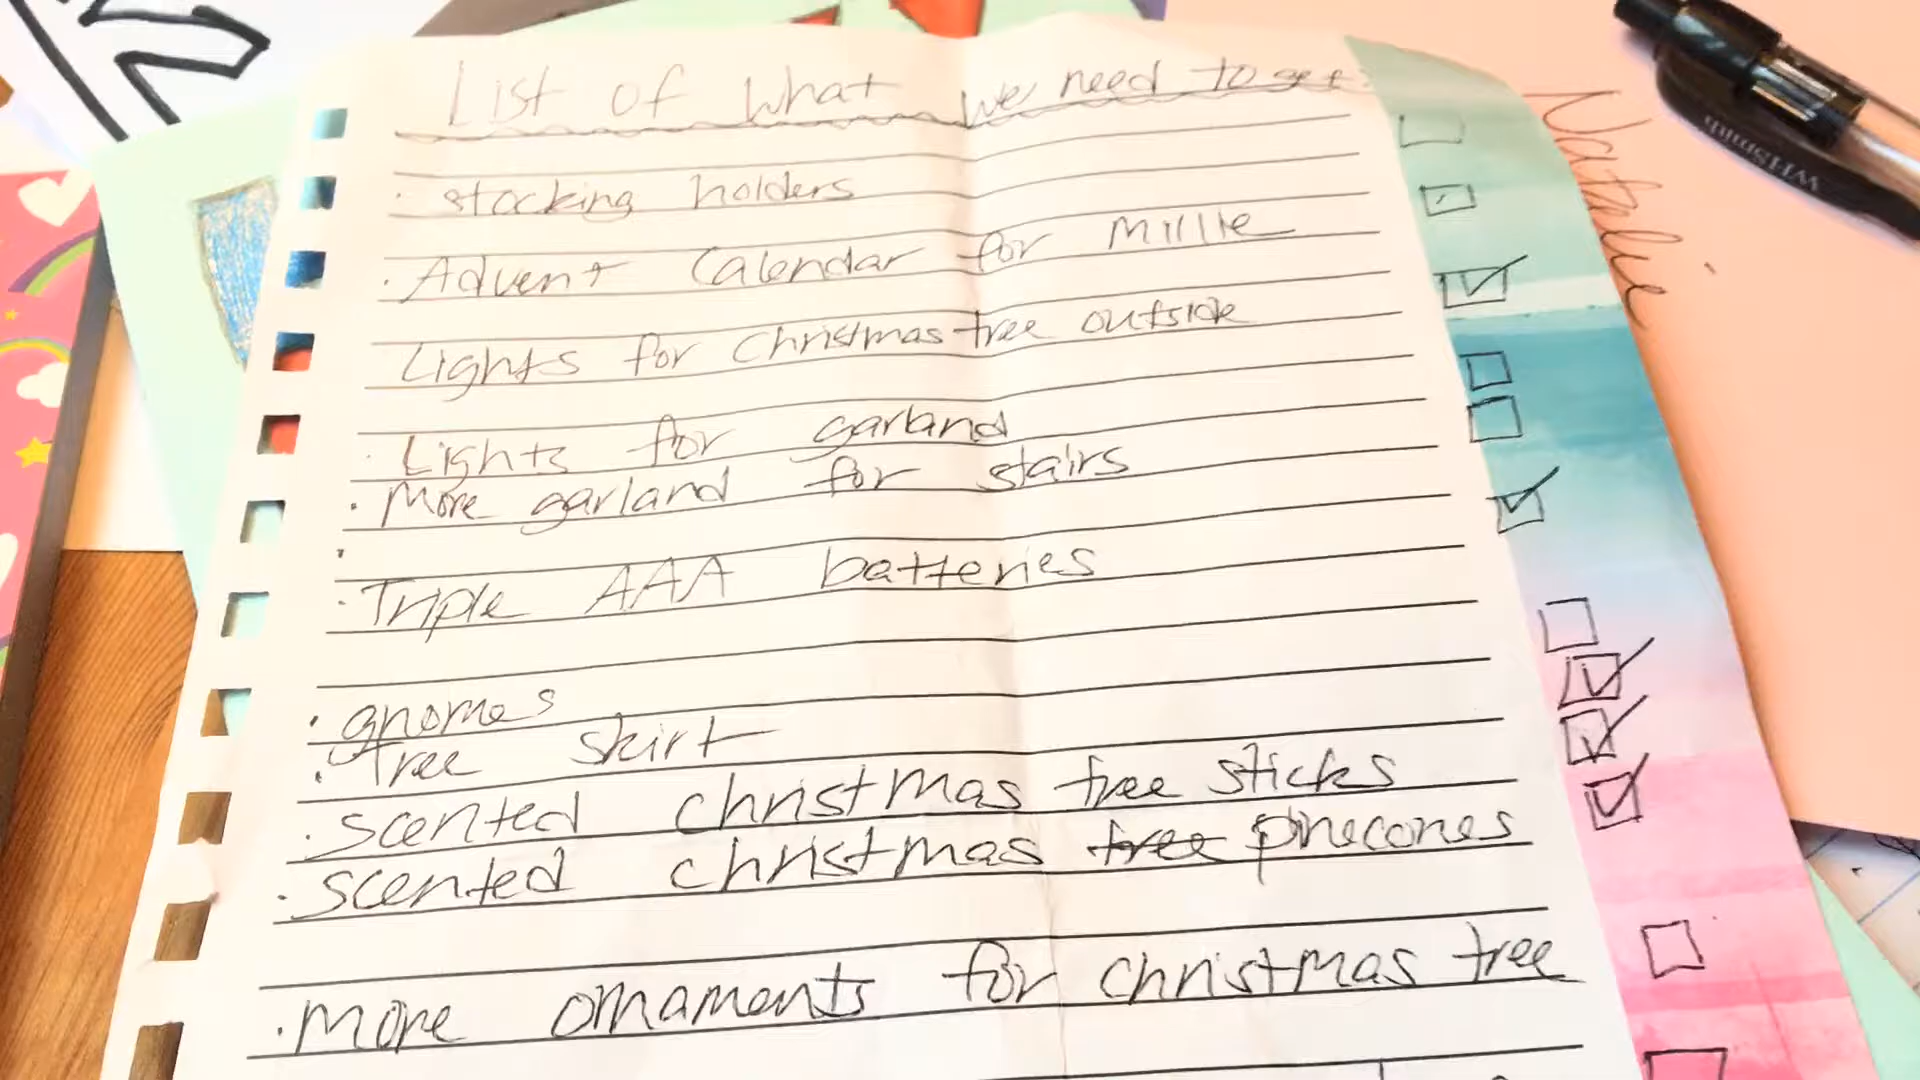 List of what we need to get:
· stocking holders
· Advent Calendar for Millie
Lights for christmas tree outside
· Lights for garland
· More garland for stairs
·
· Triple AAA batteries
· gnomes
· Tree skirt
· scented christmas tree sticks
· scented christmas tree pinecones
· more ornaments for christmas tree
Natalie
WHSmith